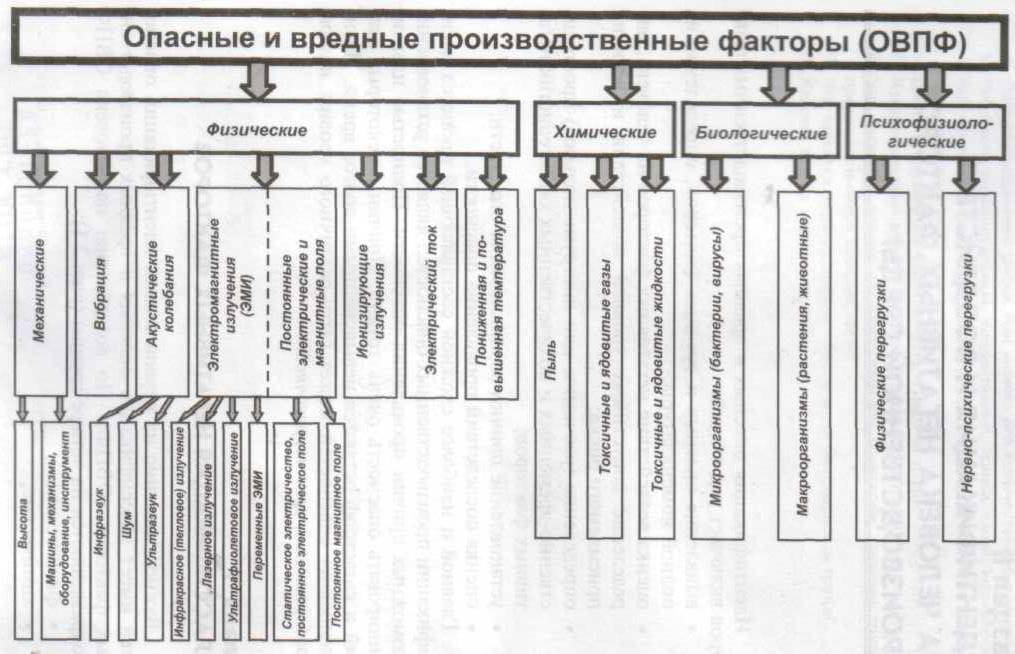 Опасные и вредные производственные факторы (ОВПФ)
Физические
Химические
Биологические
Психофизиоло-
гические
Механические
Вибрация
Акустические
колебания
Электромагнитные
излучения
(ЭМИ)
Постоянные
электрические и
магнитные поля
Ионизирующие
излучения
Электрический ток
Пониженная и по-
вышенная температура
Пыль
Токсичные и ядовитые газы
Токсичные и ядовитые жидкости
Микроорганизмы (бактерии, вирусы)
Макроорганизмы (растения, животные)
Физические перегрузки
Нервно-психические перегрузки
Высота
Машины, механизмы,
оборудование, инструмент
Инфразвук
Шум
Ультразвук
Инфракрасное (тепловое) излучение
Лазерное излучение
Ультрафиолетовое излучение
Переменные ЭМИ
Статическое электричество,
постоянное электрическое поле
Постоянное магнитное поле